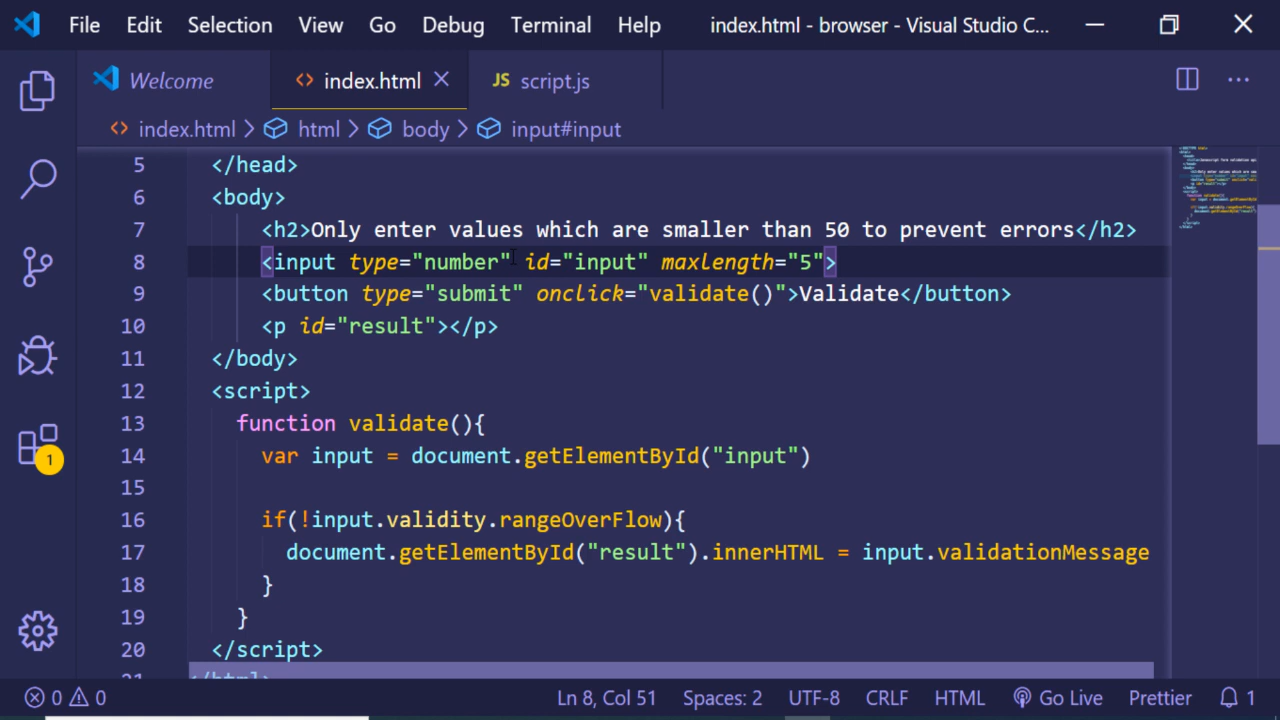 File Edit Selection View Go Debug Terminal Help index.html - browser - Visual Studio C...
Welcome index.html JS script.js
index.html > html > body > input#input
5 </head>
6 <body>
7 <h2>Only enter values which are smaller than 50 to prevent errors</h2>
8 <input type="number" id="input" maxlength="5">
9 <button type="submit" onclick="validate()">Validate</button>
10 <p id="result"></p>
11 </body>
12 <script>
13 function validate(){
14 var input = document.getElementById("input")
15
16 if(!input.validity.rangeOverFlow){
17 document.getElementById("result").innerHTML = input.validationMessage
18 }
19 }
20 </script>
21 </html>
1
0 0 Ln 8, Col 51 Spaces: 2 UTF-8 CRLF HTML Go Live Prettier 1